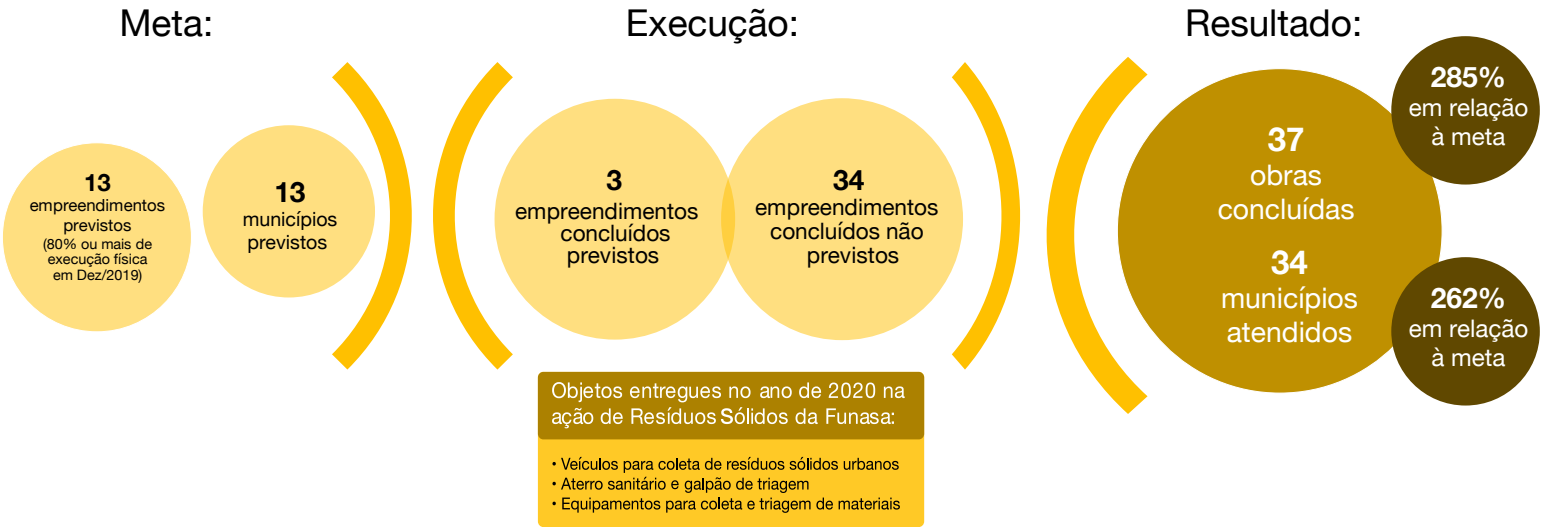 Meta:
13
empreendimentos
previstos
(80% ou mais de
execução física
em Dez/2019)
13
municípios
previstos
Execução:
3
empreendimentos
concluídos
previstos
34
empreendimentos
concluídos não
previstos
Objetos entregues no ano de 2020 na
ação de Resíduos Sólidos da Funasa:
• Veículos para coleta de resíduos sólidos urbanos
• Aterro sanitário e galpão de triagem
• Equipamentos para coleta e triagem de materiais
Resultado:
37
obras
concluídas
34
municípios
atendidos
285%
em relação
à meta
262%
em relação
à meta